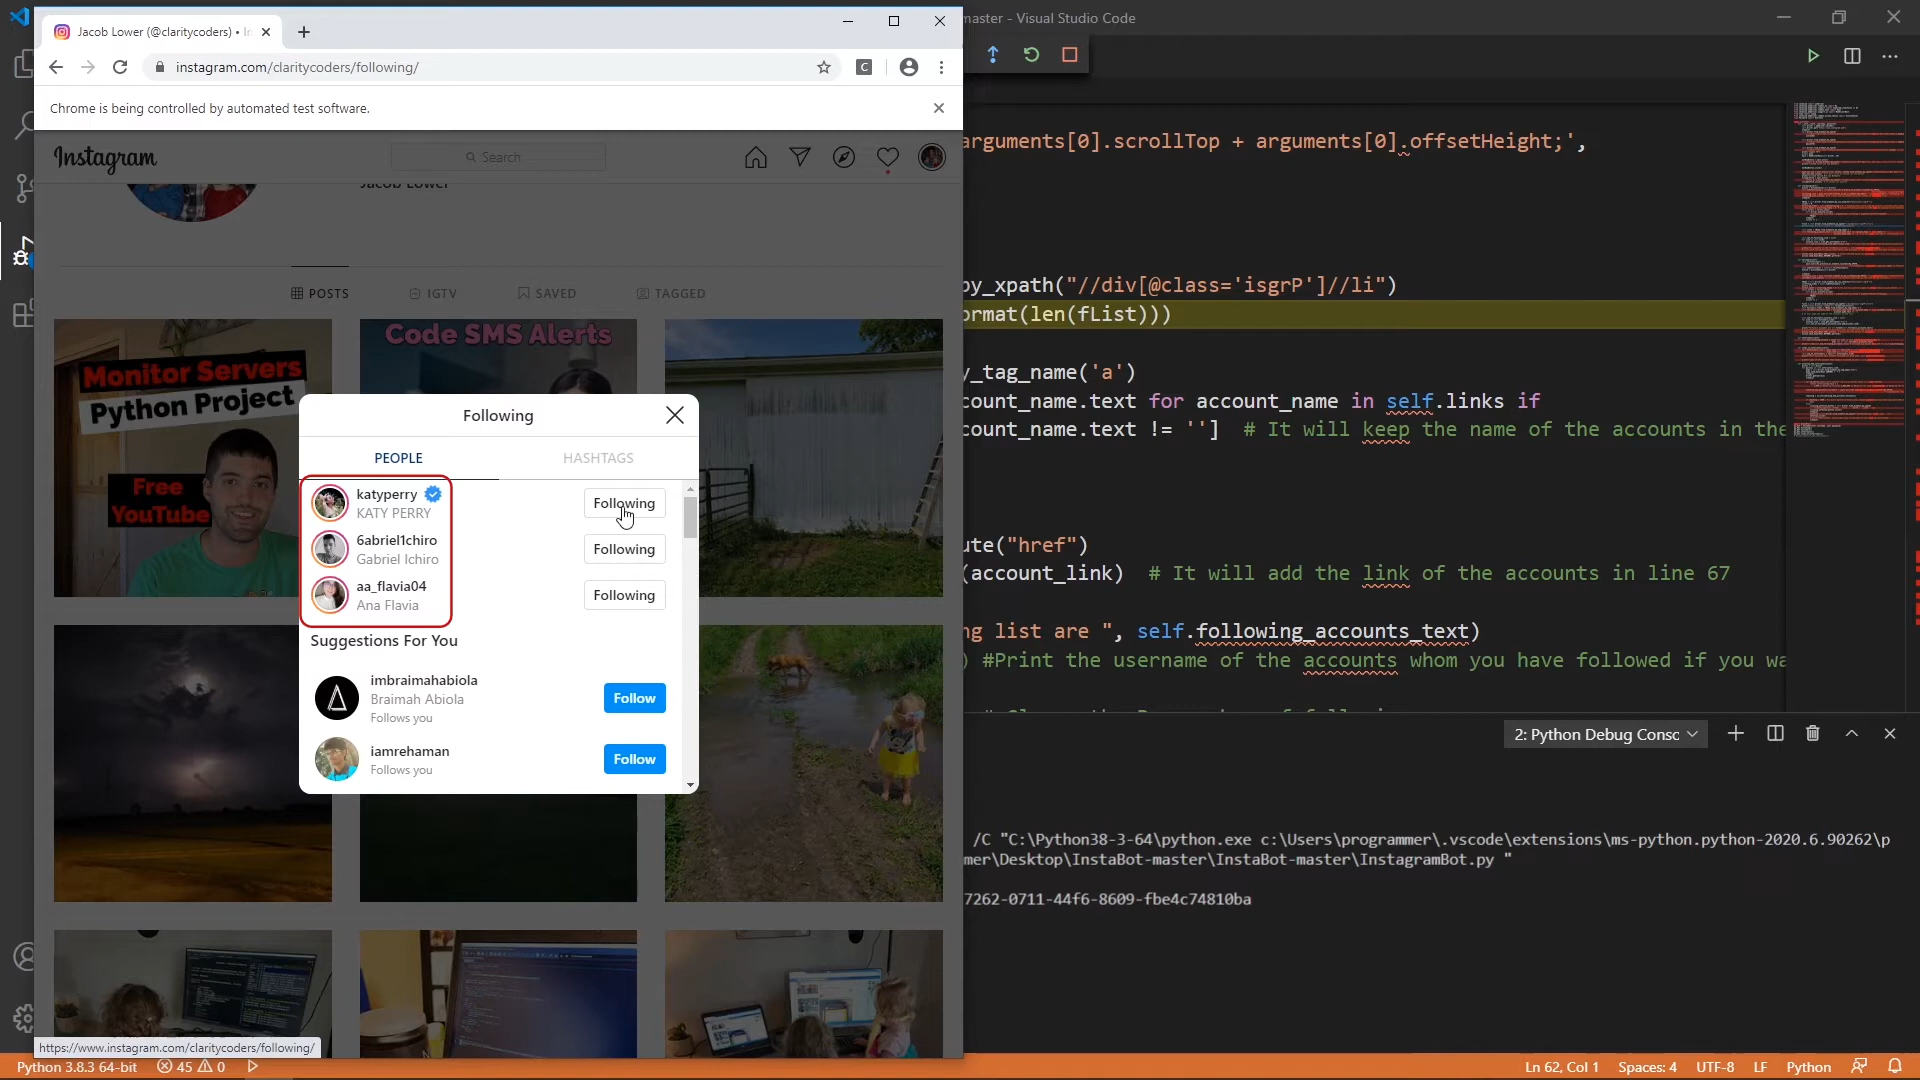 Jacob Lower (@claritycoders) • In
master - Visual Studio Code
instagram.com/claritycoders/following/
Chrome is being controlled by automated test software.
Instagram
Search
Jacob Lower
POSTS
IGTV
SAVED
TAGGED
Monitor Servers
Python Project
Free
YouTube
Code SMS Alerts
Following
PEOPLE
HASHTAGS
katyperry
KATY PERRY
Following
6abriel1chiro
Gabriel Ichiro
Following
aa_flavia04
Ana Flavia
Following
Suggestions For You
imbraimahabiola
Braimah Abiola
Follows you
Follow
iamrehaman
Follows you
Follow
https://www.instagram.com/claritycoders/following/
arguments[0].scrollTop + arguments[0].offsetHeight;',
by_xpath("//div[@class='isgrP']//li")
ormat(len(fList)))
y_tag_name('a')
count_name.text for account_name in self.links if
count_name.text != ''] # It will keep the name of the accounts in the
ute("href")
(account_link) # It will add the link of the accounts in line 67
ng list are ", self.following_accounts_text)
) #Print the username of the accounts whom you have followed if you wa
2: Python Debug Consc
/C "C:\Python38-3-64\python.exe c:\Users\programmer\.vscode\extensions\ms-python.python-2020.6.90262\p
mer\Desktop\InstaBot-master\InstaBot-master\InstagramBot.py "
7262-0711-44f6-8609-fbe4c74810ba
Python 3.8.3 64-bit
45
0
Ln 62, Col 1
Spaces: 4
UTF-8
LF
Python